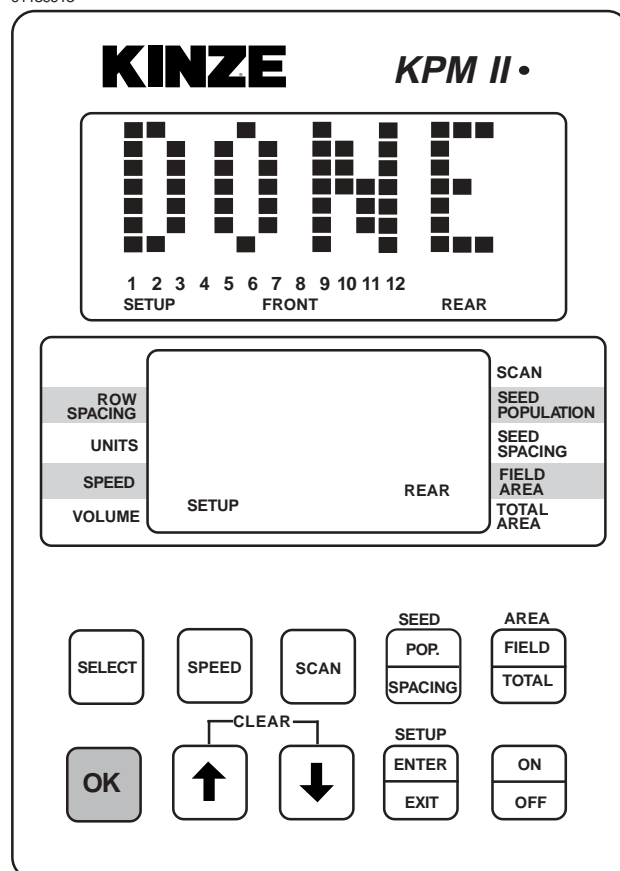 KINZE KPM II •
DONE
1 2 3 4 5 6 7 8 9 10 11 12
SETUP FRONT REAR
SCAN
ROW SPACING
SEED POPULATION
UNITS
SEED SPACING
SPEED
FIELD AREA
SETUP REAR
VOLUME
TOTAL AREA
SEED AREA
SELECT SPEED SCAN POP. FIELD
SPACING TOTAL
CLEAR SETUP
OK ENTER ON
EXIT OFF